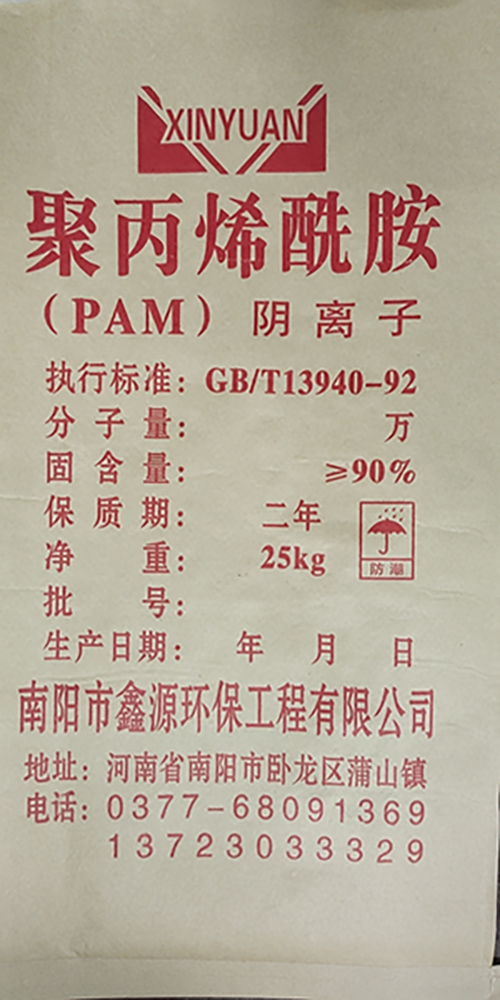 XINYUAN
聚丙烯酰胺
（PAM）阴离子
执行标准：GB/T13940-92
分子量：万
固含量：≥90%
保质期：二年
净重：25kg
防潮
批号：
生产日期：年 月 日
南阳市鑫源环保工程有限公司
地址：河南省南阳市卧龙区蒲山镇
电话：0377-68091369
13723033329